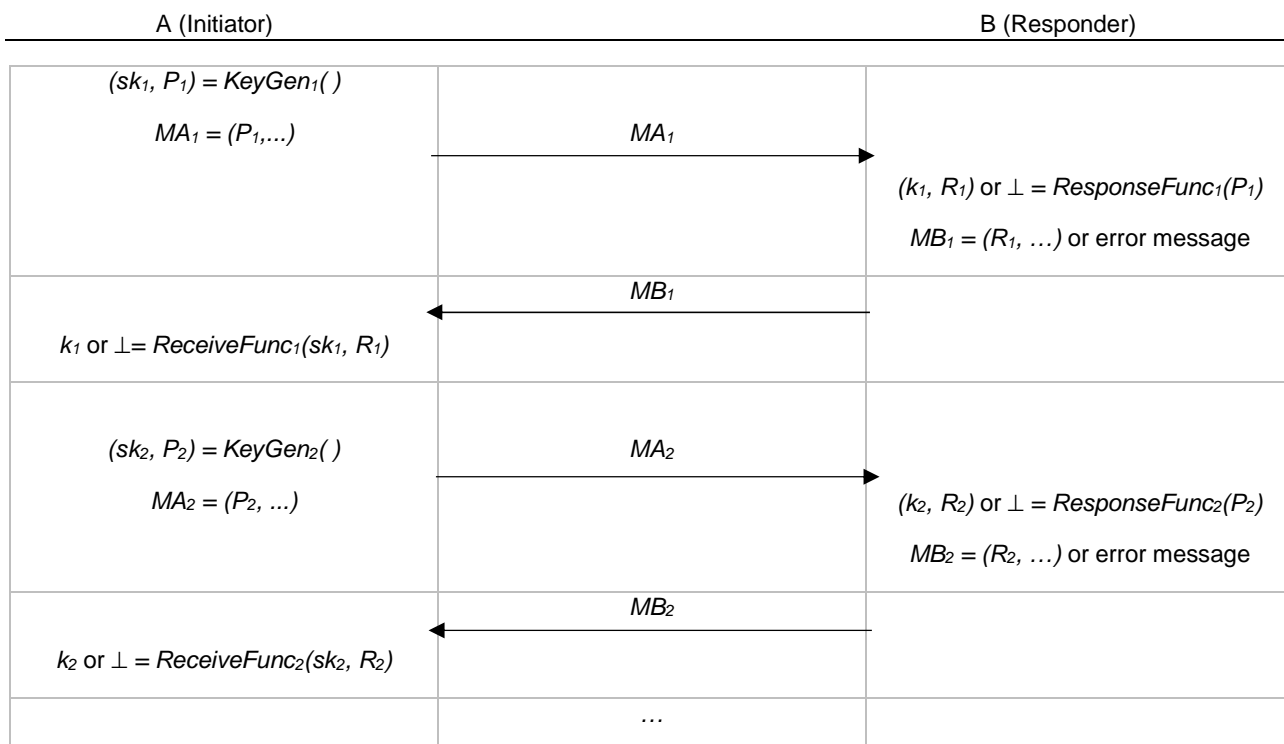 A (Initiator) B (Responder)
(sk₁, P₁) = KeyGen₁( )
MA₁ = (P₁,...)
MA₁
(k₁, R₁) or ⊥ = ResponseFunc₁(P₁)
MB₁ = (R₁, …) or error message
MB₁
k₁ or ⊥= ReceiveFunc₁(sk₁, R₁)
(sk₂, P₂) = KeyGen₂( )
MA₂ = (P₂, ...)
MA₂
(k₂, R₂) or ⊥ = ResponseFunc₂(P₂)
MB₂ = (R₂, …) or error message
MB₂
k₂ or ⊥ = ReceiveFunc₂(sk₂, R₂)
…